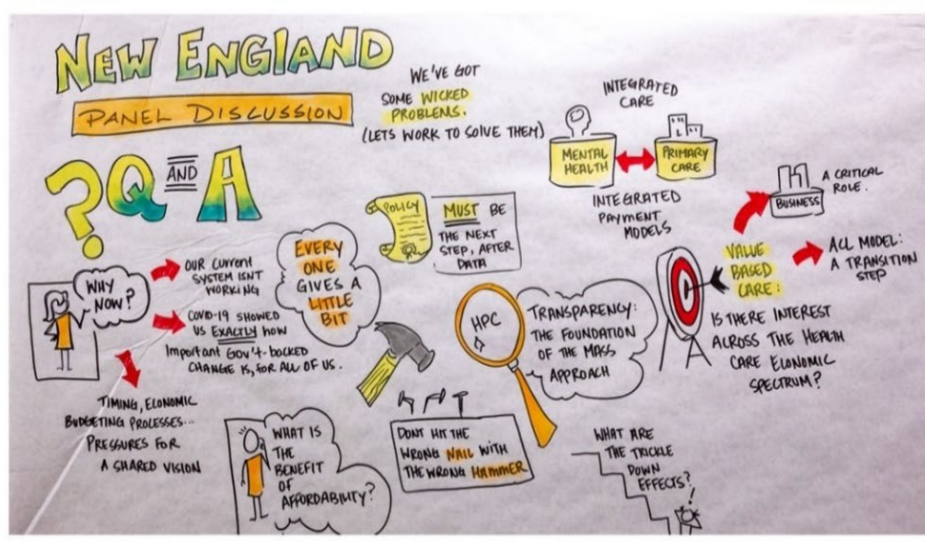 NEW ENGLAND
PANEL DISCUSSION
? Q AND A
WE'VE GOT
SOME WICKED
PROBLEMS.
(LETS WORK TO SOLVE THEM)
INTEGRATED
CARE
MENTAL
HEALTH
PRIMARY
CARE
INTEGRATED
PAYMENT
MODELS
BUSINESS
A CRITICAL
ROLE.
VALUE
BASED
CARE:
ACL MODEL:
A TRANSITION
STEP
IS THERE INTEREST
ACROSS THE HEALTH
CARE ECONOMIC
SPECTRUM?
POLICY
MUST BE
THE NEXT
STEP, AFTER
DATA
EVERY
ONE
GIVES A
LITTLE
BIT
WHY
NOW?
OUR CURRENT
SYSTEM ISNT
WORKING
COVID-19 SHOWED
US EXACTLY HOW
Important Gov't-backed
CHANGE IS, FOR ALL OF US.
TIMING, ECONOMIC
BUDGETING PROCESSES...
PRESSURES FOR
A SHARED VISION
HPC
TRANSPARENCY:
THE FOUNDATION
OF THE MASS
APPROACH
WHAT IS
THE
BENEFIT
OF
AFFORDABILITY?
DONT HIT THE
WRONG NAIL WITH
THE WRONG HAMMER
WHAT ARE
THE TRICKLE
DOWN
EFFECTS?
!